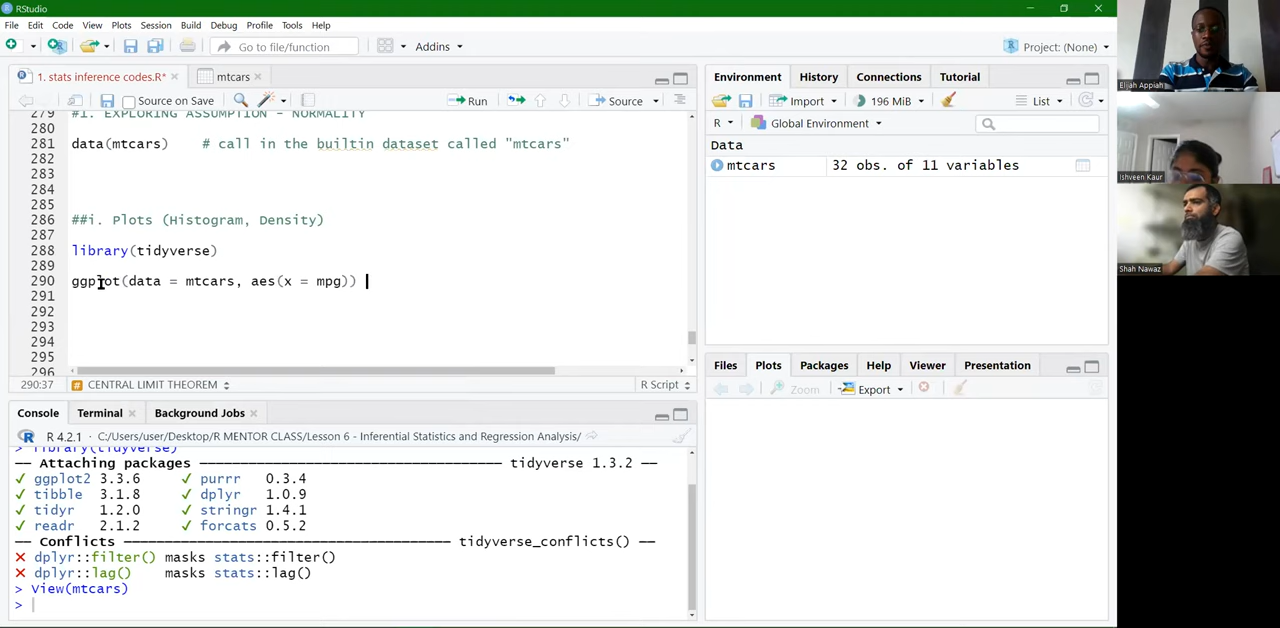 RStudio
File Edit Code View Plots Session Build Debug Profile Tools Help
Go to file/function Addins Project: (None)
1. stats inference codes.R* mtcars
Source on Save Run Source
279 #1. EXPLORING ASSUMPTION - NORMALITY
280
281 data(mtcars) # call in the builtin dataset called "mtcars"
282
283
284
285
286 ##i. Plots (Histogram, Density)
287
288 library(tidyverse)
289
290 ggplot(data = mtcars, aes(x = mpg))
291
292
293
294
295
296
290:37 # CENTRAL LIMIT THEOREM R Script
Console Terminal Background Jobs
R 4.2.1 · C:/Users/user/Desktop/R MENTOR CLASS/Lesson 6 - Inferential Statistics and Regression Analysis/
> library(tidyverse)
── Attaching packages ─────────────────── tidyverse 1.3.2 ──
✓ ggplot2 3.3.6 ✓ purrr 0.3.4
✓ tibble 3.1.8 ✓ dplyr 1.0.9
✓ tidyr 1.2.0 ✓ stringr 1.4.1
✓ readr 2.1.2 ✓ forcats 0.5.2
── Conflicts ─────────────────── tidyverse_conflicts() ──
✗ dplyr::filter() masks stats::filter()
✗ dplyr::lag() masks stats::lag()
> View(mtcars)
>
Environment History Connections Tutorial
Import 196 MiB List
R Global Environment
Data
mtcars 32 obs. of 11 variables
Files Plots Packages Help Viewer Presentation
Zoom Export
Elijah Appiah
Ishveen Kaur
Shah Nawaz